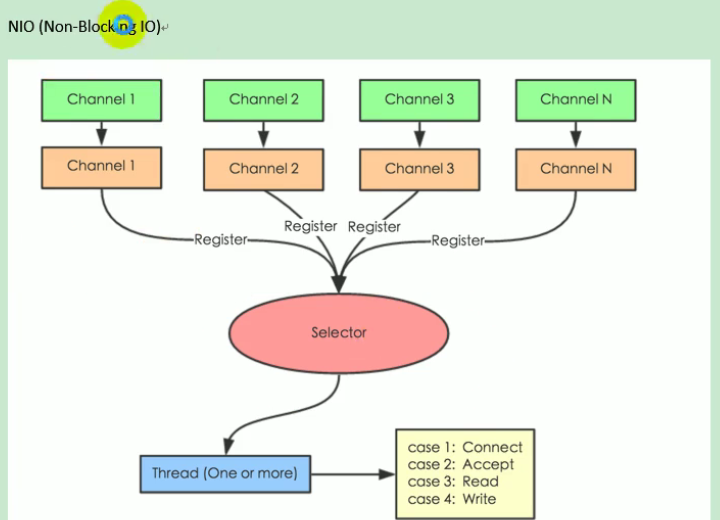 NIO (Non-Blocking IO)
Channel 1
Channel 2
Channel 3
Channel N
Channel 1
Channel 2
Channel 3
Channel N
Register
Register
Register
Register
Selector
Thread (One or more)
case 1: Connect
case 2: Accept
case 3: Read
case 4: Write